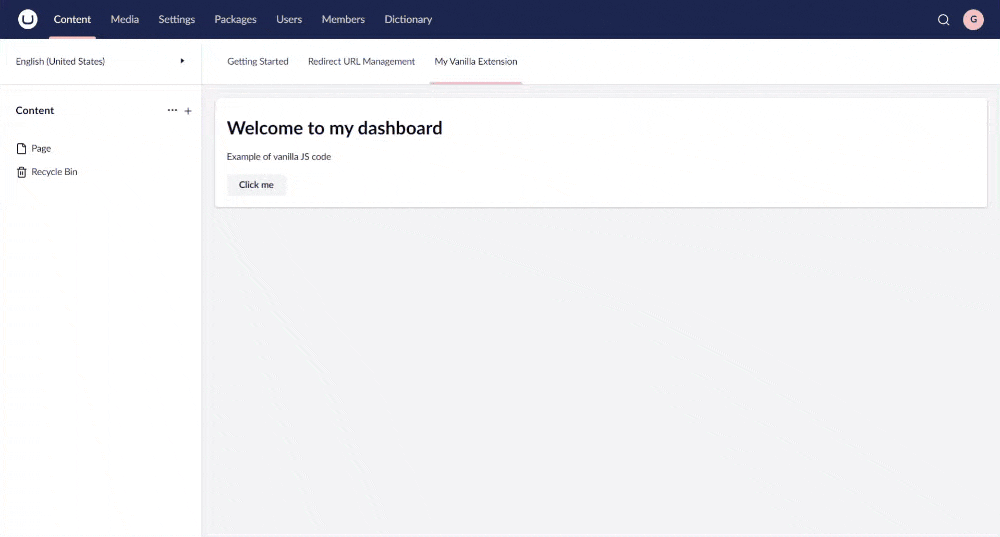 Content Media Settings Packages Users Members Dictionary G
English (United States)
Getting Started Redirect URL Management My Vanilla Extension
Content
Page
Recycle Bin
Welcome to my dashboard
Example of vanilla JS code
Click me